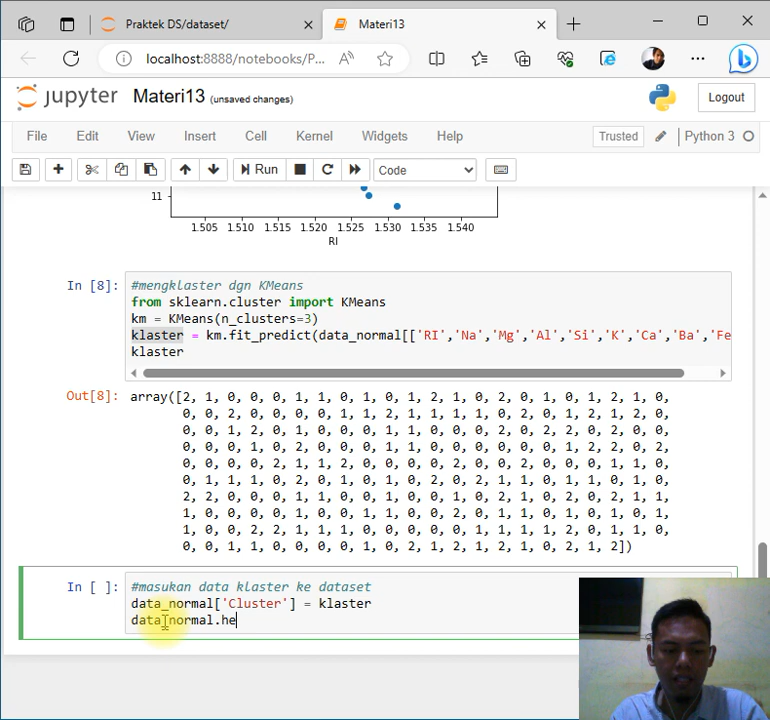 Praktek DS/dataset/
Materi13
localhost:8888/notebooks/P...
jupyter Materi13 (unsaved changes)
Logout
File Edit View Insert Cell Kernel Widgets Help
Trusted Python 3
Run Code
11
1.505 1.510 1.515 1.520 1.525 1.530 1.535 1.540
RI
In [8]: #mengklaster dgn KMeans
from sklearn.cluster import KMeans
km = KMeans(n_clusters=3)
klaster = km.fit_predict(data_normal[['RI','Na','Mg','Al','Si','K','Ca','Ba','Fe
klaster
Out[8]: array([2, 1, 0, 0, 0, 1, 1, 0, 1, 0, 1, 2, 1, 0, 2, 0, 1, 0, 1, 2, 1, 0,
0, 0, 2, 0, 0, 0, 0, 1, 1, 2, 1, 1, 1, 1, 0, 2, 0, 1, 2, 1, 2, 0,
0, 0, 1, 2, 0, 1, 0, 0, 1, 1, 0, 0, 0, 2, 0, 2, 2, 0, 2, 0, 0,
0, 0, 0, 1, 0, 2, 0, 1, 0, 0, 1, 1, 0, 0, 0, 0, 0, 1, 2, 2, 0, 2,
0, 0, 0, 0, 2, 1, 1, 2, 0, 0, 0, 0, 2, 0, 0, 2, 0, 0, 0, 1, 1, 0,
0, 1, 1, 1, 0, 2, 0, 1, 0, 1, 0, 2, 0, 2, 1, 1, 0, 1, 1, 0, 1, 0,
2, 2, 0, 0, 0, 1, 1, 0, 0, 1, 0, 1, 0, 2, 1, 0, 2, 0, 2, 1, 1,
1, 0, 0, 0, 0, 1, 0, 0, 1, 0, 0, 0, 1, 0, 0, 1, 0, 1, 0, 1,
1, 0, 0, 2, 2, 1, 1, 1, 0, 0, 0, 0, 0, 1, 1, 1, 1, 2, 0, 1, 1, 0,
0, 0, 1, 1, 0, 0, 0, 0, 1, 0, 2, 1, 2, 1, 2, 1, 0, 2, 1, 2])
In [ ]: #masukan data klaster ke dataset
data_normal['Cluster'] = klaster
data_normal.he